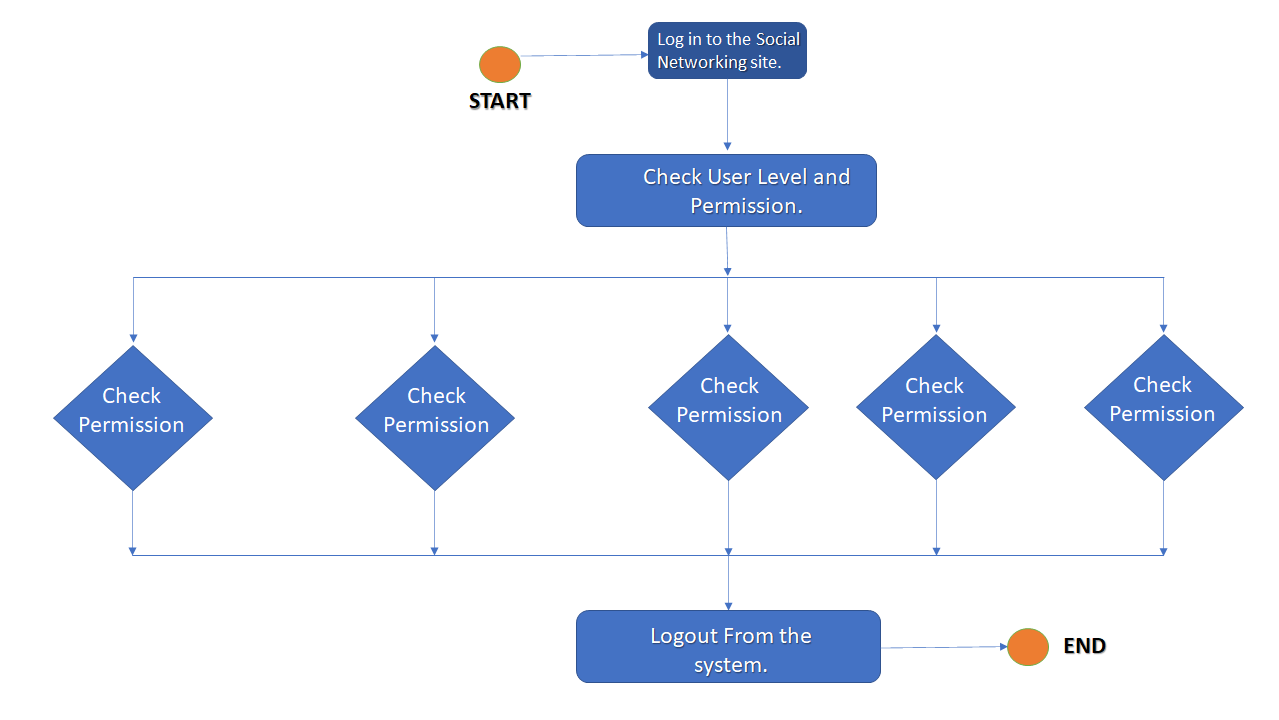 Log in to the Social
Networking site.
START
Check User Level and
Permission.
Check
Permission
Check
Permission
Check
Permission
Check
Permission
Check
Permission
Logout From the
system.
END